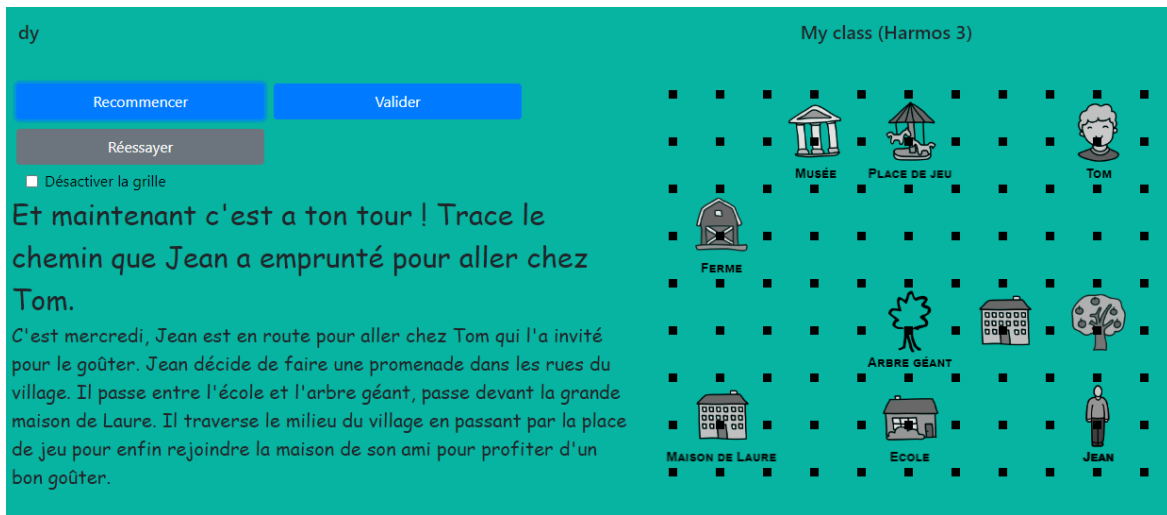 dy
My class (Harmos 3)
Recommencer
Valider
Réessayer
Désactiver la grille
Et maintenant c'est a ton tour ! Trace le
chemin que Jean a emprunté pour aller chez
Tom.
C'est mercredi, Jean est en route pour aller chez Tom qui l'a invité
pour le goûter. Jean décide de faire une promenade dans les rues du
village. Il passe entre l'école et l'arbre géant, passe devant la grande
maison de Laure. Il traverse le milieu du village en passant par la place
de jeu pour enfin rejoindre la maison de son ami pour profiter d'un
bon goûter.
MUSÉE
PLACE DE JEU
TOM
FERME
ARBRE GÉANT
MAISON DE LAURE
ECOLE
JEAN